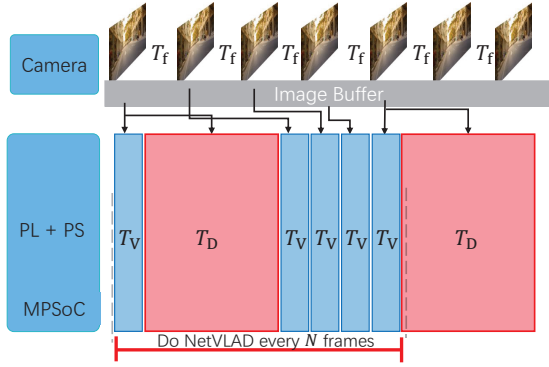 Camera
T_f T_f T_f T_f T_f T_f
Image Buffer
PL + PS
MPSoC
T_V T_D T_V T_V T_V T_V T_D
Do NetVLAD every N frames